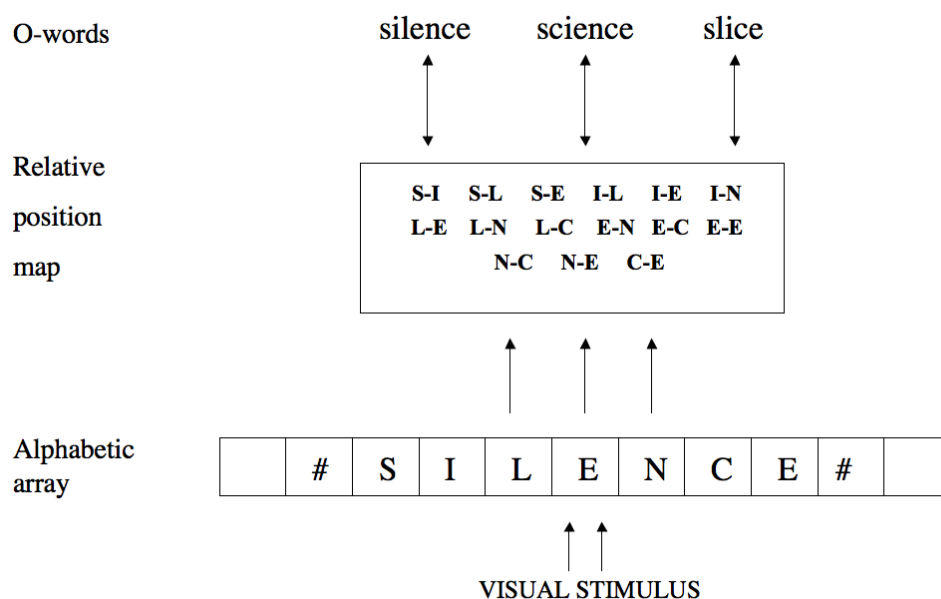 O-words silence science slice
Relative position map
S-I S-L S-E I-L I-E I-N
L-E L-N L-C E-N E-C E-E
N-C N-E C-E
Alphabetic array
# S I L E N C E #
VISUAL STIMULUS